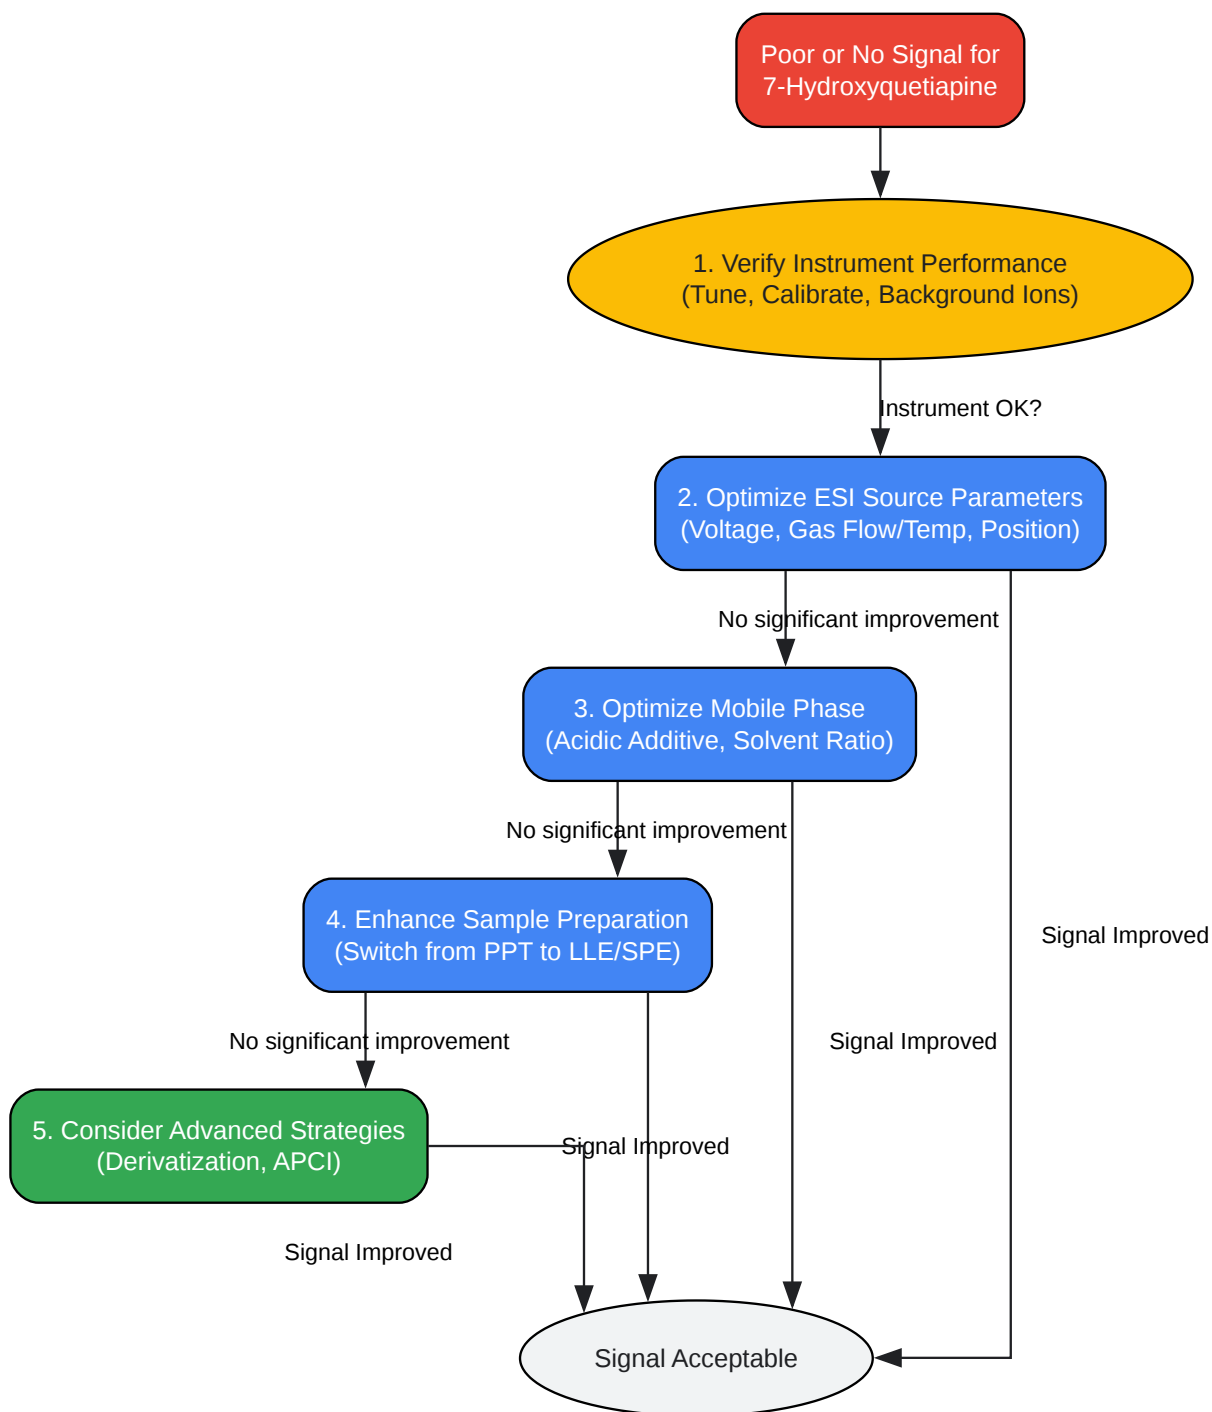 Poor or No Signal for
7-Hydroxyquetiapine
1. Verify Instrument Performance
(Tune, Calibrate, Background Ions)
Instrument OK?
2. Optimize ESI Source Parameters
(Voltage, Gas Flow/Temp, Position)
No significant improvement
3. Optimize Mobile Phase
(Acidic Additive, Solvent Ratio)
No significant improvement
4. Enhance Sample Preparation
(Switch from PPT to LLE/SPE)
Signal Improved
No significant improvement
Signal Improved
5. Consider Advanced Strategies
(Derivatization, APCI)
Signal Improved
Signal Improved
Signal Acceptable